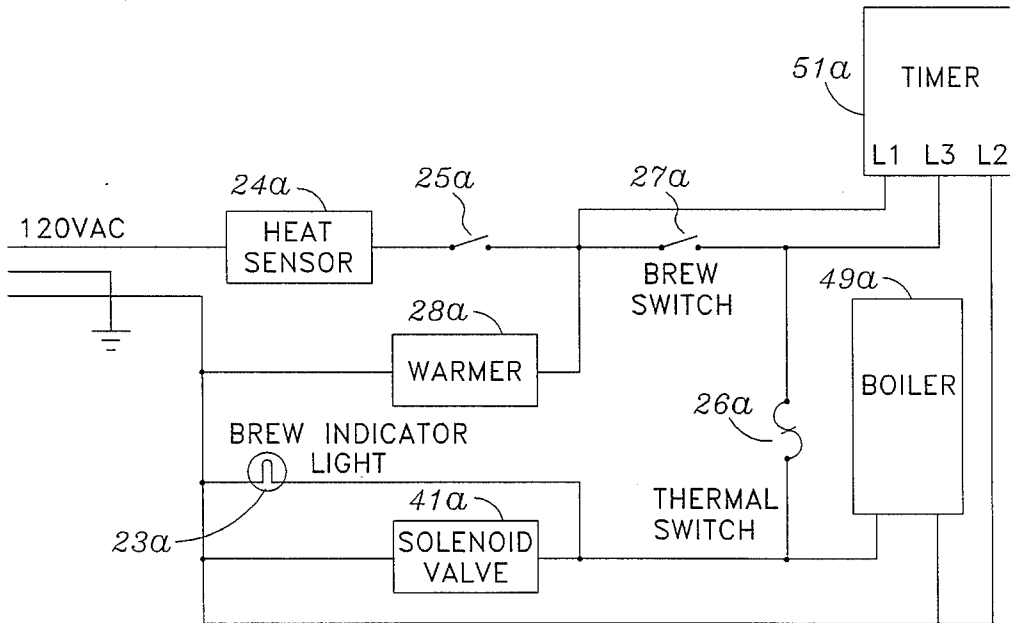 51a
TIMER
L1 L3 L2
24a
25a
27a
120VAC
HEAT
SENSOR
BREW
SWITCH
49a
28a
WARMER
BOILER
26a
BREW INDICATOR
LIGHT
41a
THERMAL
SWITCH
23a
SOLENOID
VALVE